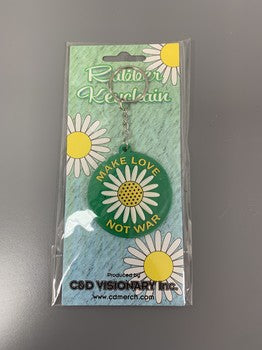 Rubber
Keychain
MAKE LOVE
NOT WAR
Produced by
C&D VISIONARY Inc.
www.cdmerch.com